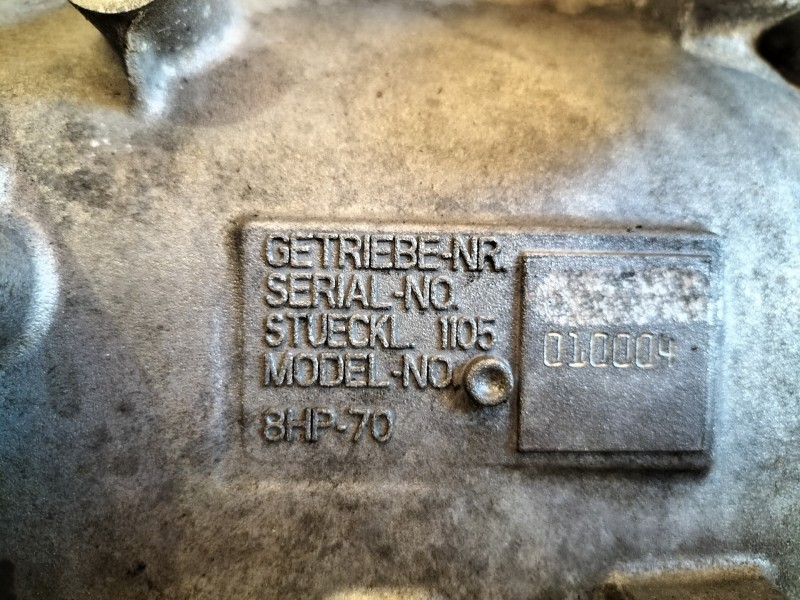 GETRIEBE-NR.
SERIAL-NO.
STUECKL. 1105
010004
MODEL-NO.
8HP-70